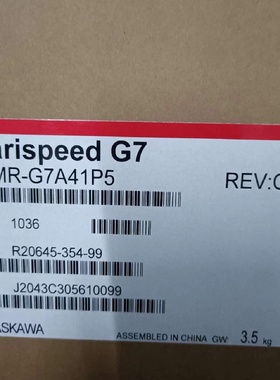 arispeed G7
MR-G7A41P5
REV:
1036
R20645-354-99
J2043C305610099
ASKAWA
ASSEMBLED IN CHINA GW: 3.5 kg